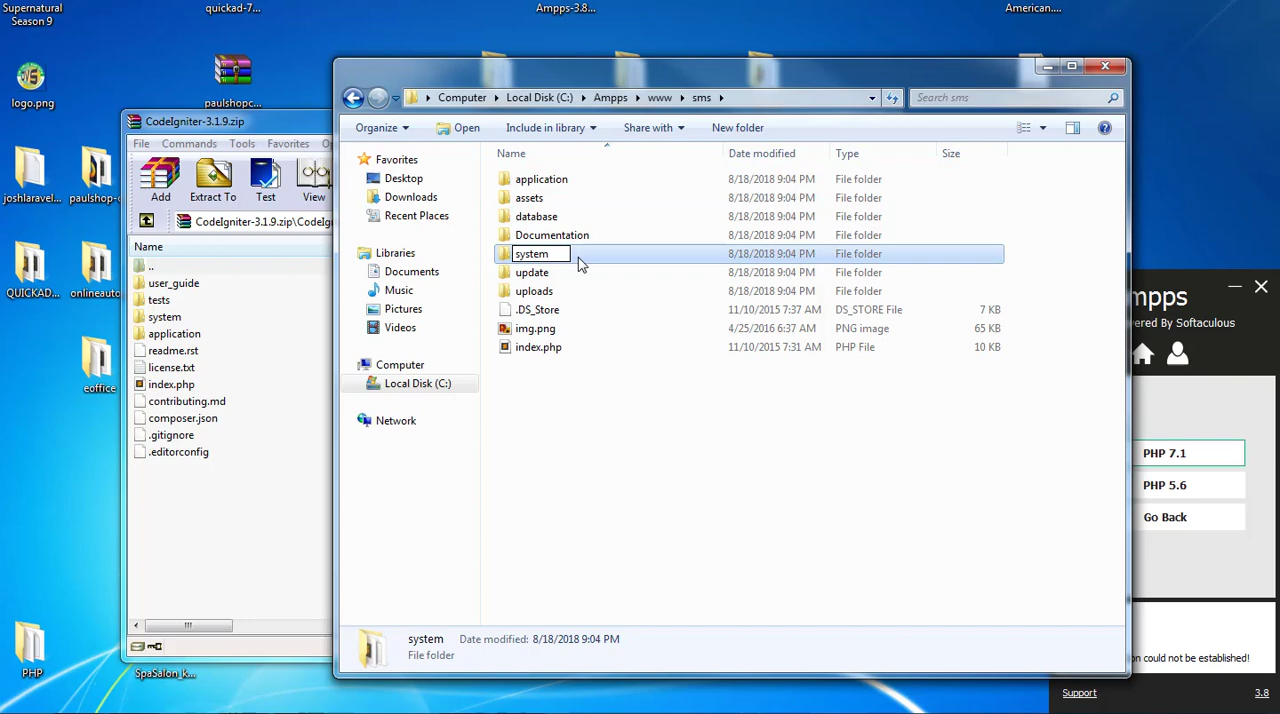 Supernatural
Season 9
quickad-7...
Ampps-3.8...
American....
logo.png
paulshopc...
joshlaravel...
paulshop-c
QUICKAD...
onlineauto
eoffice
PHP
SpaSalon_k...
CodeIgniter-3.1.9.zip
File Commands Tools Favorites Op
Add Extract To Test View
CodeIgniter-3.1.9.zip\CodeIgn
Name
..
user_guide
tests
system
application
readme.rst
license.txt
index.php
contributing.md
composer.json
.gitignore
.editorconfig
Computer Local Disk (C:) Ampps www sms
Search sms
Organize Open Include in library Share with New folder
Favorites
Desktop
Downloads
Recent Places
Libraries
Documents
Music
Pictures
Videos
Computer
Local Disk (C:)
Network
Name Date modified Type Size
application 8/18/2018 9:04 PM File folder
assets 8/18/2018 9:04 PM File folder
database 8/18/2018 9:04 PM File folder
Documentation 8/18/2018 9:04 PM File folder
system 8/18/2018 9:04 PM File folder
update 8/18/2018 9:04 PM File folder
uploads 8/18/2018 9:04 PM File folder
.DS_Store 11/10/2015 7:37 AM DS_STORE File 7 KB
img.png 4/25/2016 6:37 AM PNG image 65 KB
index.php 11/10/2015 7:31 AM PHP File 10 KB
system Date modified: 8/18/2018 9:04 PM
File folder
mpps
ered By Softaculous
PHP 7.1
PHP 5.6
Go Back
on could not be established!
Support 3.8